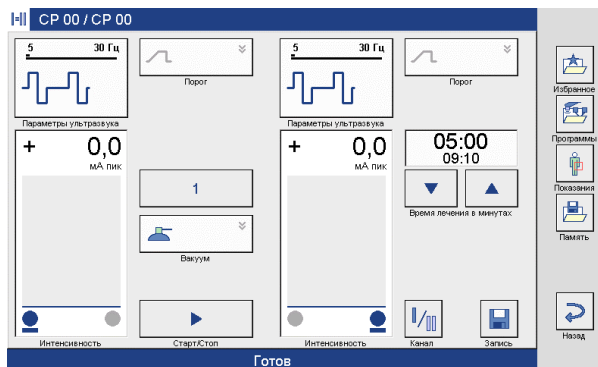 CP 00 / CP 00
5 30 Гц
Параметры ультразвука
Порог
5 30 Гц
Параметры ультразвука
Порог
+ 0,0
мА пик
Интенсивность
1
Вакуум
Старт/Стоп
+ 0,0
мА пик
Интенсивность
05:00
09:10
Время лечения в минутах
Канал
Запись
Избранное
Программы
Показания
Память
Назад
Готов